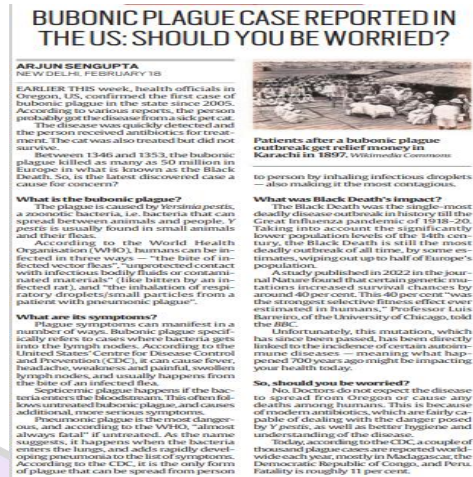 BUBONIC PLAGUE CASE REPORTED IN
THE US: SHOULD YOU BE WORRIED?
ARJUN SENGUPTA
NEW DELHI, FEBRUARY 18
EARLIER THIS week, health officials in
Oregon, US, confirmed the first case of
bubonic plague in the state since 2005.
According to various reports, the person
probably got the disease from a sick pet cat.
The disease was quickly detected and
the person received antibiotics for treat-
ment. The cat was also treated but did not
survive.
Between 1346 and 1353, the bubonic
plague killed as many as 50 million in
Europe in what is known as the Black
Death. So, is the latest discovered case a
cause for concern?
What is the bubonic plague?
The plague is caused by Yersinia pestis,
a zoonotic bacteria, i.e. bacteria that can
spread between animals and people. Y
pestis is usually found in small animals
and their fleas.
According to the World Health
Organisation (WHO), humans can be in-
fected in three ways — "the bite of in-
fected vector fleas", "unprotected contact
with infectious bodily fluids or contami-
nated materials" (like bitten by an in-
fected rat), and "the inhalation of respi-
ratory droplets/small particles from a
patient with pneumonic plague".
What are its symptoms?
Plague symptoms can manifest in a
number of ways. Bubonic plague specif-
ically refers to cases where bacteria gets
into the lymph nodes. According to the
United States' Centre for Disease Control
and Prevention (CDC), it can cause fever,
headache, weakness and painful, swollen
lymph nodes, and usually happens from
the bite of an infected flea.
Septicemic plague happens if the bac-
teria enters the bloodstream. This often fol-
lows untreated bubonic plague, and causes
additional, more serious symptoms.
Pneumonic plague is the most danger-
ous, and according to the WHO, "almost
always fatal" if untreated. As the name
suggests, it happens when the bacteria
enters the lungs, and adds rapidly devel-
oping pneumonia to the list of symptoms.
According to the CDC, it is the only form
of plague that can be spread from person
Patients after a bubonic plague
outbreak get relief money in
Karachi in 1897. Wikimedia Commons
to person by inhaling infectious droplets
— also making it the most contagious.
What was Black Death's impact?
The Black Death was the single-most
deadly disease outbreak in history till the
Great Influenza pandemic of 1918-20.
Taking into account the significantly
lower population levels of the 14th cen-
tury, the Black Death is still the most
deadly outbreak of all time, by some es-
timates, wiping out up to half of Europe's
population.
A study published in 2022 in the jour-
nal Nature found that certain genetic mu-
tations increased survival chances by
around 40 per cent. This 40 per cent "was
the strongest selective fitness effect ever
estimated in humans," Professor Luis
Barreiro, of the University of Chicago, told
the BBC.
Unfortunately, this mutation, which
has since been passed, has been directly
linked to the incidence of certain autoim-
mune diseases — meaning what hap-
pened 700 years ago might be impacting
your health today.
So, should you be worried?
No. Doctors do not expect the disease
to spread from Oregon or cause any
deaths among humans. This is because
of modern antibiotics, which are fairly ca-
pable of dealing with the danger posed
by Y pestis, as well as better hygiene and
understanding of the disease.
Today, according to the CDC, a couple of
thousand plague cases are reported world-
wide each year, mostly in Madagascar, the
Democratic Republic of Congo, and Peru.
Fatality is roughly 11 per cent.